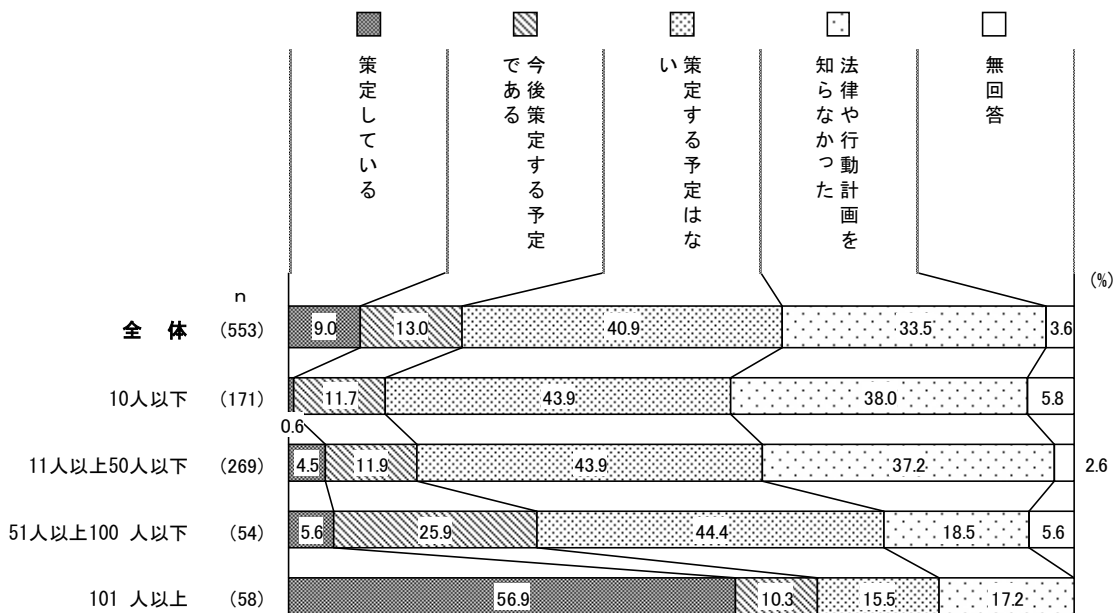 策定している
今後策定する予定
である
策定する予定はな
い
法律や行動計画を
知らなかった
無回答
(%)
n
全 体 (553) 9.0 13.0 40.9 33.5 3.6
10人以下 (171) 0.6 11.7 43.9 38.0 5.8
11人以上50人以下 (269) 4.5 11.9 43.9 37.2 2.6
51人以上100 人以下 (54) 5.6 25.9 44.4 18.5 5.6
101 人以上 (58) 56.9 10.3 15.5 17.2